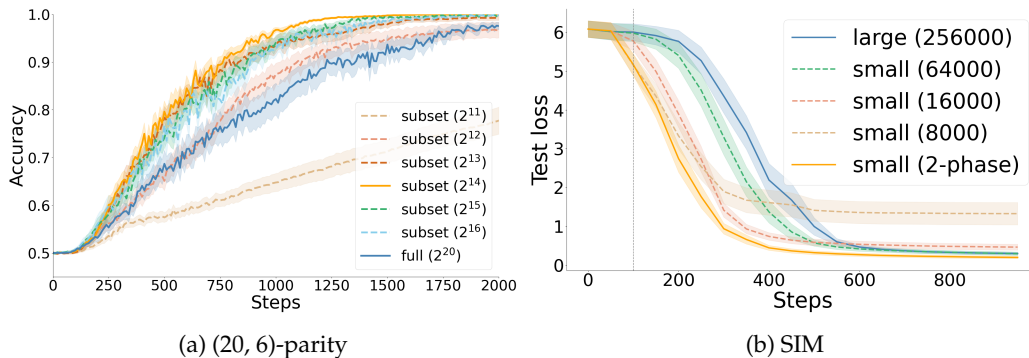 1.0
0.9
0.8
0.7
0.6
0.5
Accuracy
subset (2¹¹)
subset (2¹²)
subset (2¹³)
subset (2¹⁴)
subset (2¹⁵)
subset (2¹⁶)
full (2²⁰)
0 250 500 750 1000 1250 1500 1750 2000
Steps
(a) (20, 6)-parity
6
5
4
3
2
1
0
Test loss
large (256000)
small (64000)
small (16000)
small (8000)
small (2-phase)
0 200 400 600 800
Steps
(b) SIM